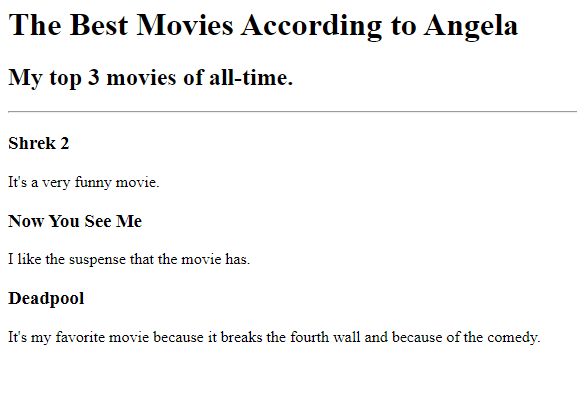 The Best Movies According to Angela
My top 3 movies of all-time.
Shrek 2
It's a very funny movie.
Now You See Me
I like the suspense that the movie has.
Deadpool
It's my favorite movie because it breaks the fourth wall and because of the comedy.